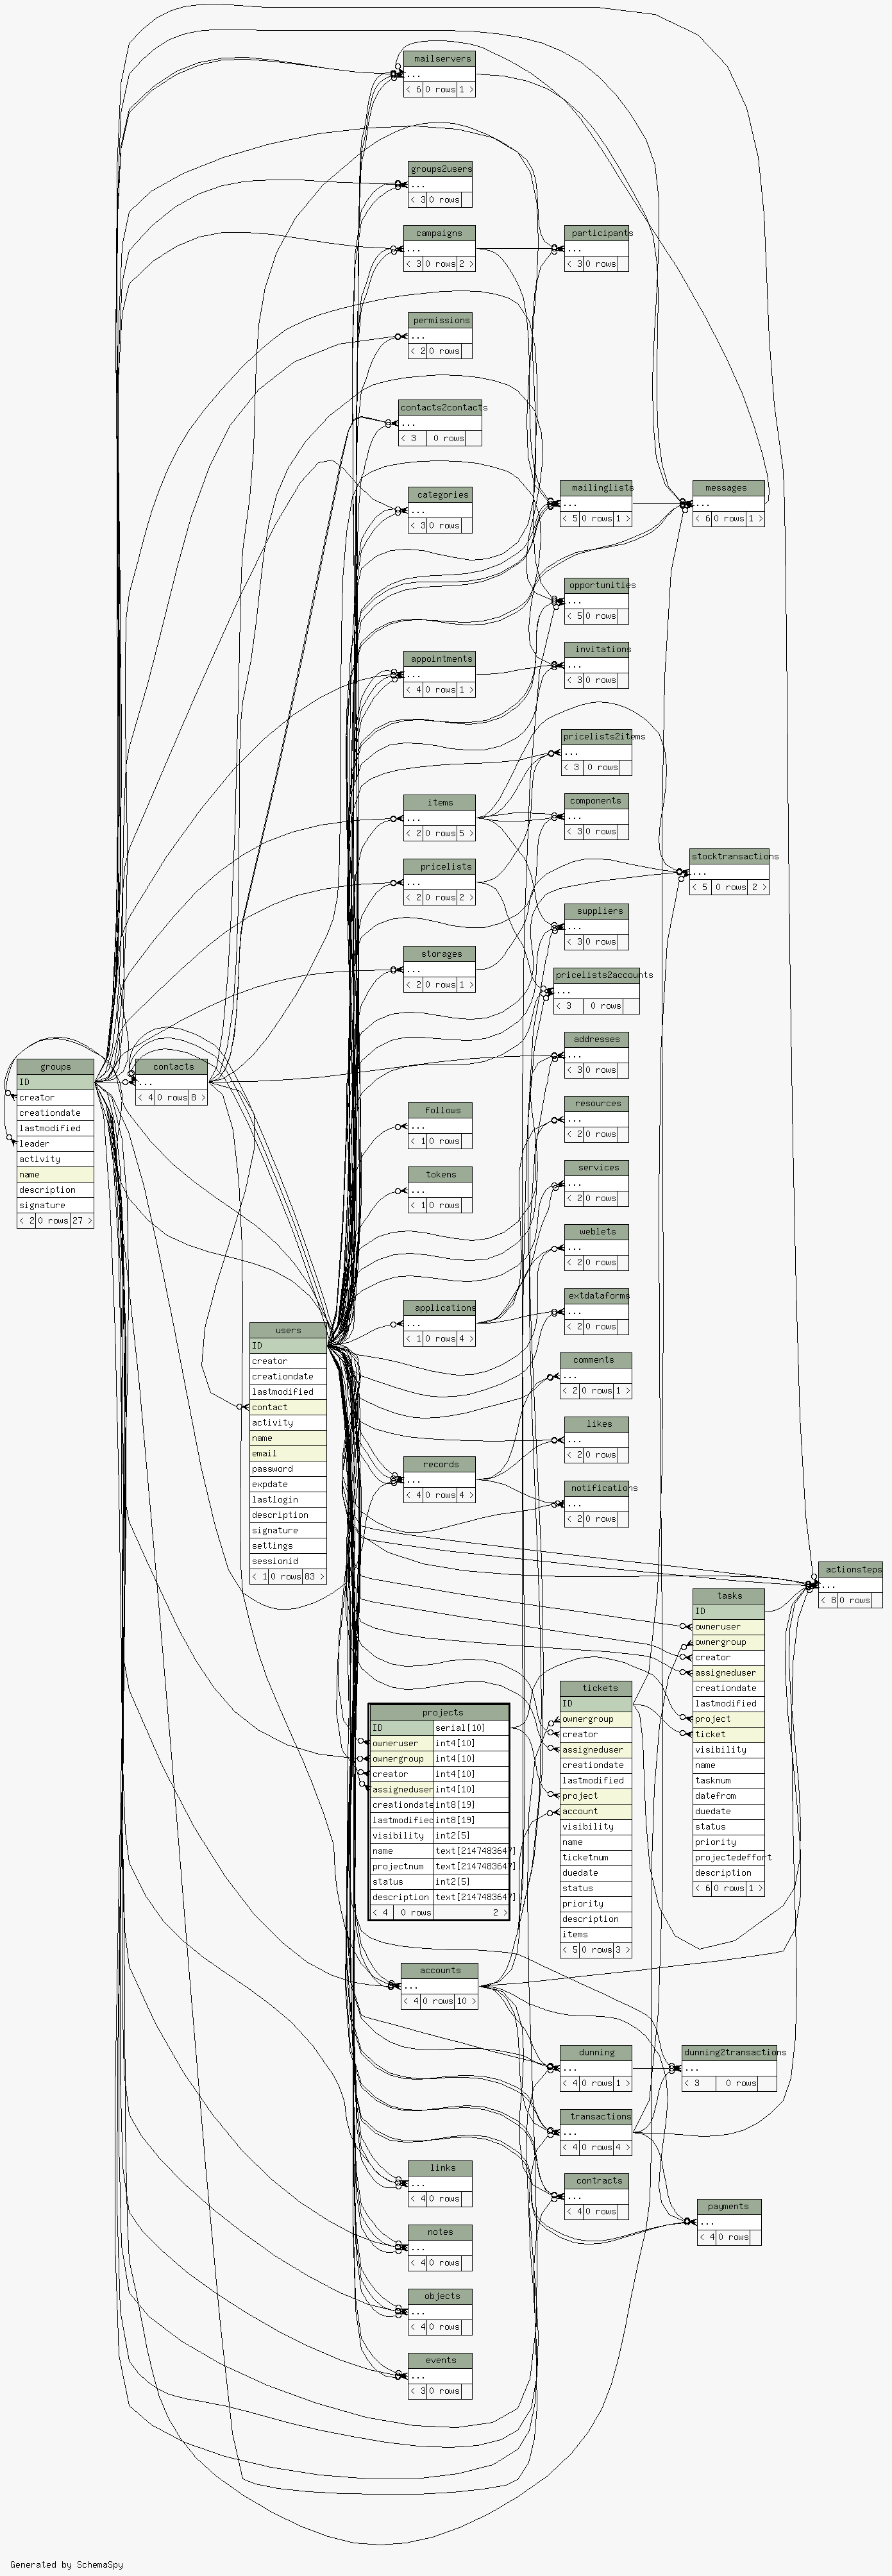 mailservers
...
< 6 0 rows 1 >
groups2users
...
< 3 0 rows
campaigns
...
< 3 0 rows 2 >
participants
...
< 3 0 rows
permissions
...
< 2 0 rows
contacts2contacts
...
< 3 0 rows
categories
...
< 3 0 rows
mailinglists
...
< 5 0 rows 1 >
messages
...
< 6 0 rows 1 >
opportunities
...
< 5 0 rows
invitations
...
< 3 0 rows
appointments
...
< 4 0 rows 1 >
pricelists2items
...
< 3 0 rows
items
...
< 2 0 rows 5 >
components
...
< 3 0 rows
pricelists
...
< 2 0 rows 2 >
stocktransactions
...
< 5 0 rows 2 >
suppliers
...
< 3 0 rows
storages
...
< 2 0 rows 1 >
pricelists2accounts
...
< 3 0 rows
addresses
...
< 3 0 rows
groups
ID
creator
creationdate
lastmodified
leader
activity
name
description
signature
< 2 0 rows 27 >
contacts
...
< 4 0 rows 8 >
follows
...
< 1 0 rows
resources
...
< 2 0 rows
tokens
...
< 1 0 rows
services
...
< 2 0 rows
weblets
...
< 2 0 rows
applications
...
< 1 0 rows 4 >
extdataforms
...
< 2 0 rows
users
ID
creator
creationdate
lastmodified
contact
activity
name
email
password
expdate
lastlogin
description
signature
settings
sessionid
< 1 0 rows 83 >
comments
...
< 2 0 rows 1 >
likes
...
< 2 0 rows
records
...
< 4 0 rows 4 >
notifications
...
< 2 0 rows
actionsteps
...
< 8 0 rows
tasks
ID
owneruser
ownergroup
creator
assigneduser
creationdate
lastmodified
project
ticket
visibility
name
tasknum
datefrom
duedate
status
priority
projectedeffort
description
< 6 0 rows 1 >
tickets
ID
ownergroup
creator
assigneduser
creationdate
lastmodified
project
account
visibility
name
ticketnum
duedate
status
priority
description
items
< 5 0 rows 3 >
projects
ID serial[10]
owneruser int4[10]
ownergroup int4[10]
creator int4[10]
assigneduser int4[10]
creationdate int8[19]
lastmodified int8[19]
visibility int2[5]
name text[2147483647]
projectnum text[2147483647]
status int2[5]
description text[2147483647]
< 4 0 rows 2 >
accounts
...
< 4 0 rows 10 >
dunning
...
< 4 0 rows 1 >
dunning2transactions
...
< 3 0 rows
transactions
...
< 4 0 rows 4 >
links
...
< 4 0 rows
contracts
...
< 4 0 rows
payments
...
< 4 0 rows
notes
...
< 4 0 rows
objects
...
< 4 0 rows
events
...
< 3 0 rows
Generated by SchemaSpy